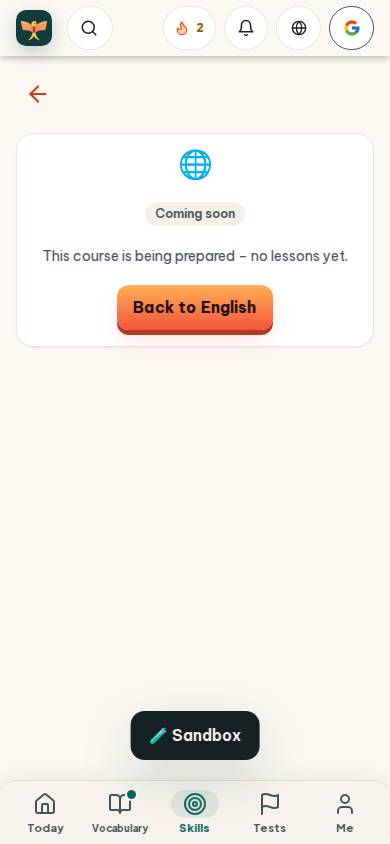 2
Coming soon
This course is being prepared – no lessons yet.
Back to English
Sandbox
Today
Vocabulary
Skills
Tests
Me